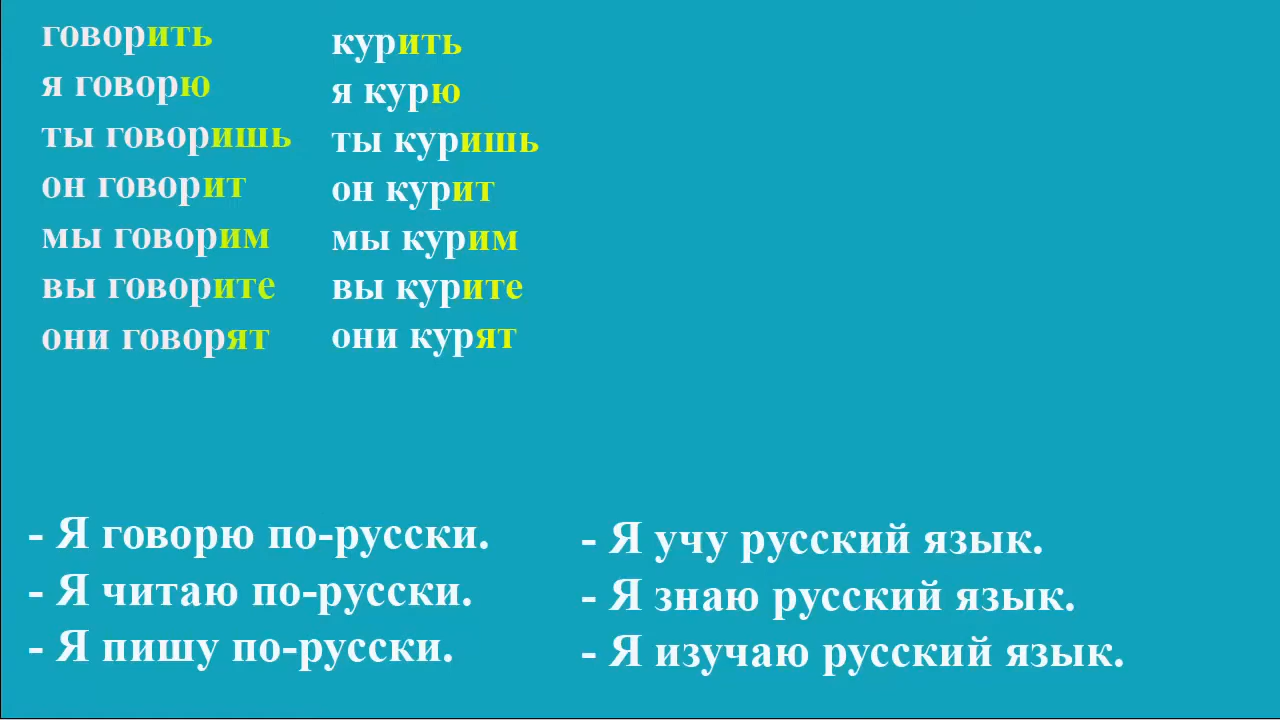 говорить
я говорю
ты говоришь
он говорит
мы говорим
вы говорите
они говорят
курить
я курю
ты куришь
он курит
мы курим
вы курите
они курят
- Я говорю по-русски.
- Я читаю по-русски.
- Я пишу по-русски.
- Я учу русский язык.
- Я знаю русский язык.
- Я изучаю русский язык.